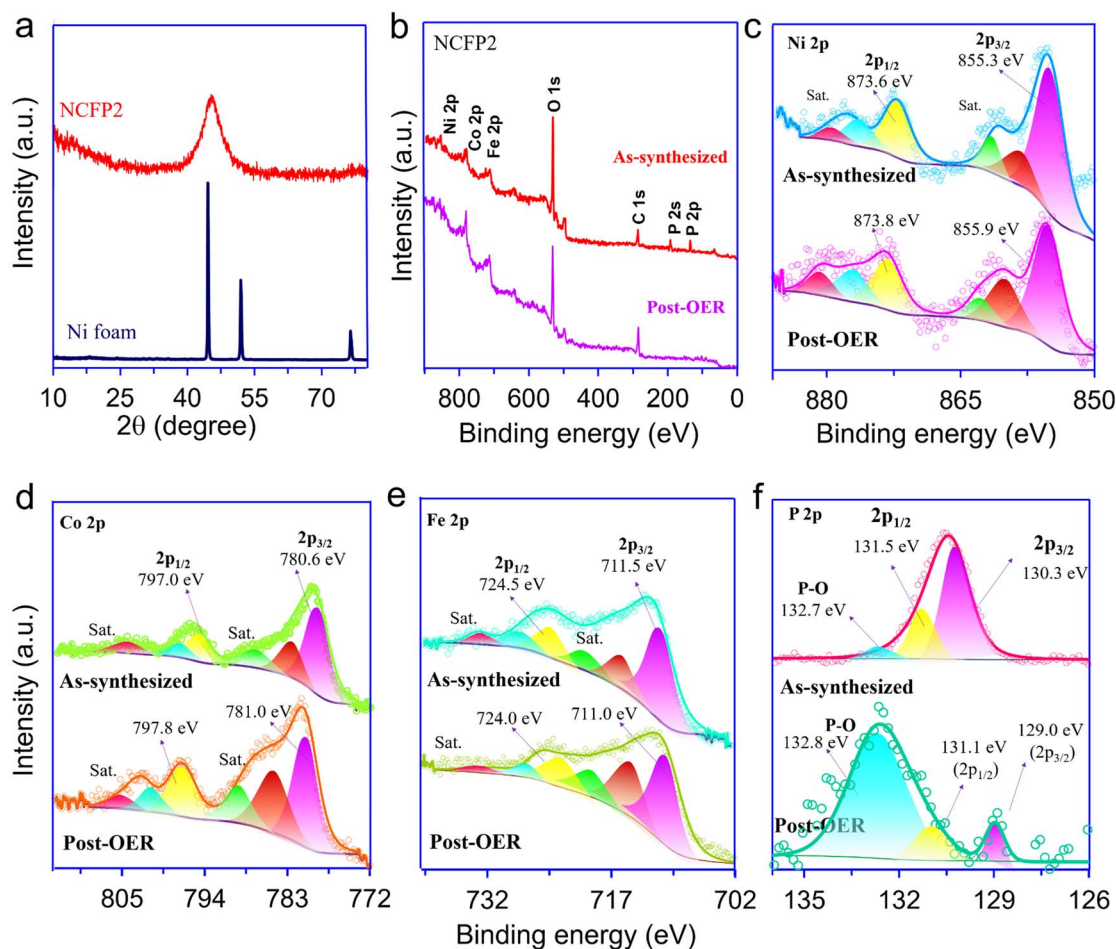 a
NCFP2
Ni foam
Intensity (a.u.)
10 25 40 55 70
2θ (degree)
b
NCFP2
Ni 2p
Co 2p
Fe 2p
O 1s
As-synthesized
C 1s
P 2s
P 2p
Post-OER
Intensity (a.u.)
800 600 400 200 0
Binding energy (eV)
c
Ni 2p
2p1/2
873.6 eV
2p3/2
855.3 eV
Sat.
Sat.
As-synthesized
873.8 eV
855.9 eV
Post-OER
Intensity (a.u.)
880 865 850
Binding energy (eV)
d
Co 2p
2p1/2
797.0 eV
2p3/2
780.6 eV
Sat.
Sat.
As-synthesized
797.8 eV
781.0 eV
Sat.
Sat.
Post-OER
Intensity (a.u.)
805 794 783 772
e
Fe 2p
2p1/2
724.5 eV
2p3/2
711.5 eV
Sat.
Sat.
As-synthesized
724.0 eV
711.0 eV
Sat.
Post-OER
732 717 702
Binding energy (eV)
f
P 2p
2p1/2
131.5 eV
2p3/2
130.3 eV
P-O
132.7 eV
As-synthesized
P-O
132.8 eV
131.1 eV
(2p1/2)
129.0 eV
(2p3/2)
Post-OER
135 132 129 126